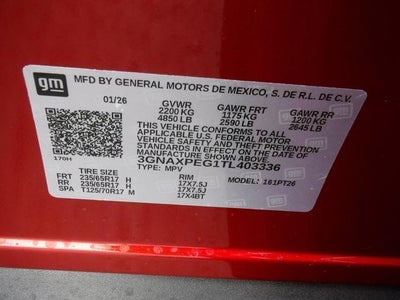 gm
MFD BY GENERAL MOTORS DE MEXICO, S. DE R.L. DE C.V.
01/26 GVWR GAWR FRT GAWR RR
2200 KG 1175 KG 1200 KG
4850 LB 2590 LB 2645 LB
THIS VEHICLE CONFORMS TO ALL
APPLICABLE U.S. FEDERAL MOTOR
VEHICLE SAFETY, BUMPER, AND THEFT
PREVENTION STANDARDS IN EFFECT ON
THE DATE OF MANUFACTURE SHOWN ABOVE.
3GNAXPEG1TL403336
170H TYPE: MPV MODEL: 161PT26
TIRE SIZE RIM
FRT 235/65R17 H 17X7.5J
RR 235/65R17 H 17X7.5J
SPA T125/70R17 M 17X4BT